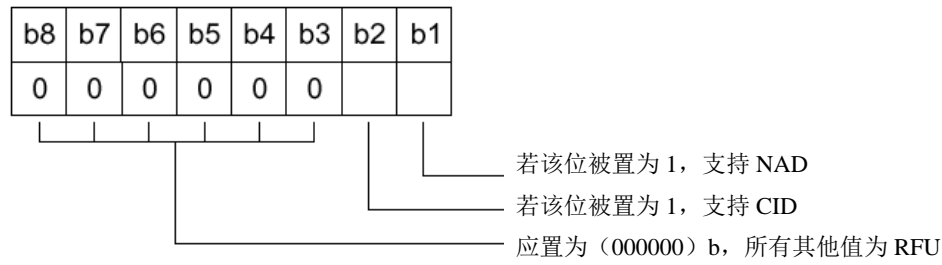 b8 b7 b6 b5 b4 b3 b2 b1
0 0 0 0 0 0
若该位被置为 1，支持 NAD
若该位被置为 1，支持 CID
应置为（000000）b，所有其他值为 RFU